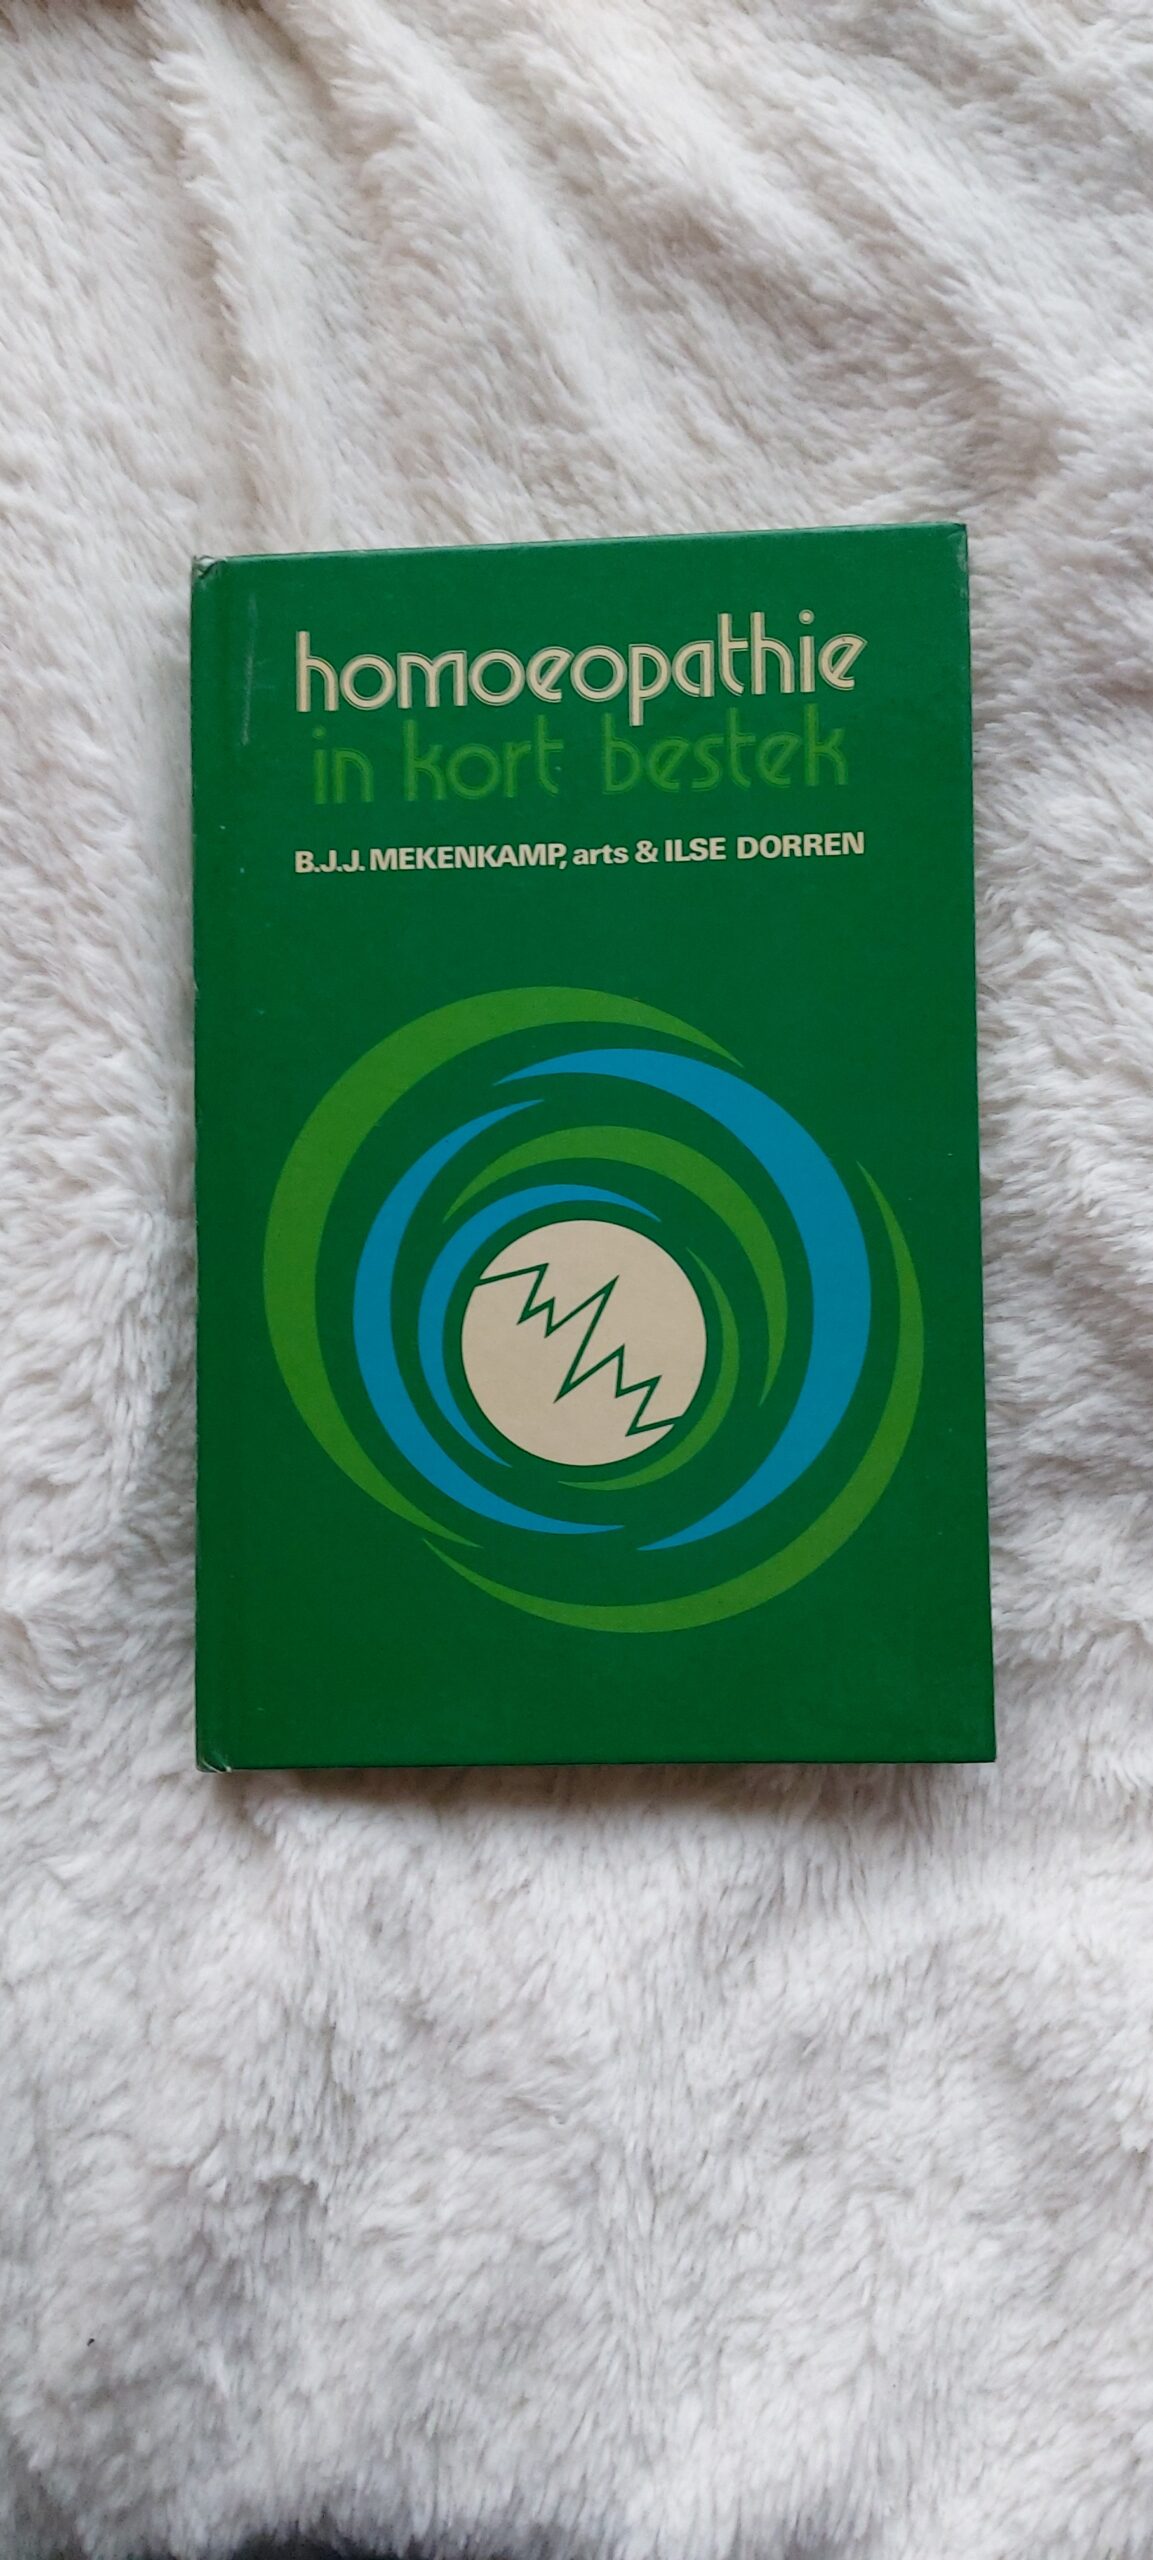 homoeopathie
in kort bestek
B.J.J. MEKENKAMP, arts & ILSE DORREN